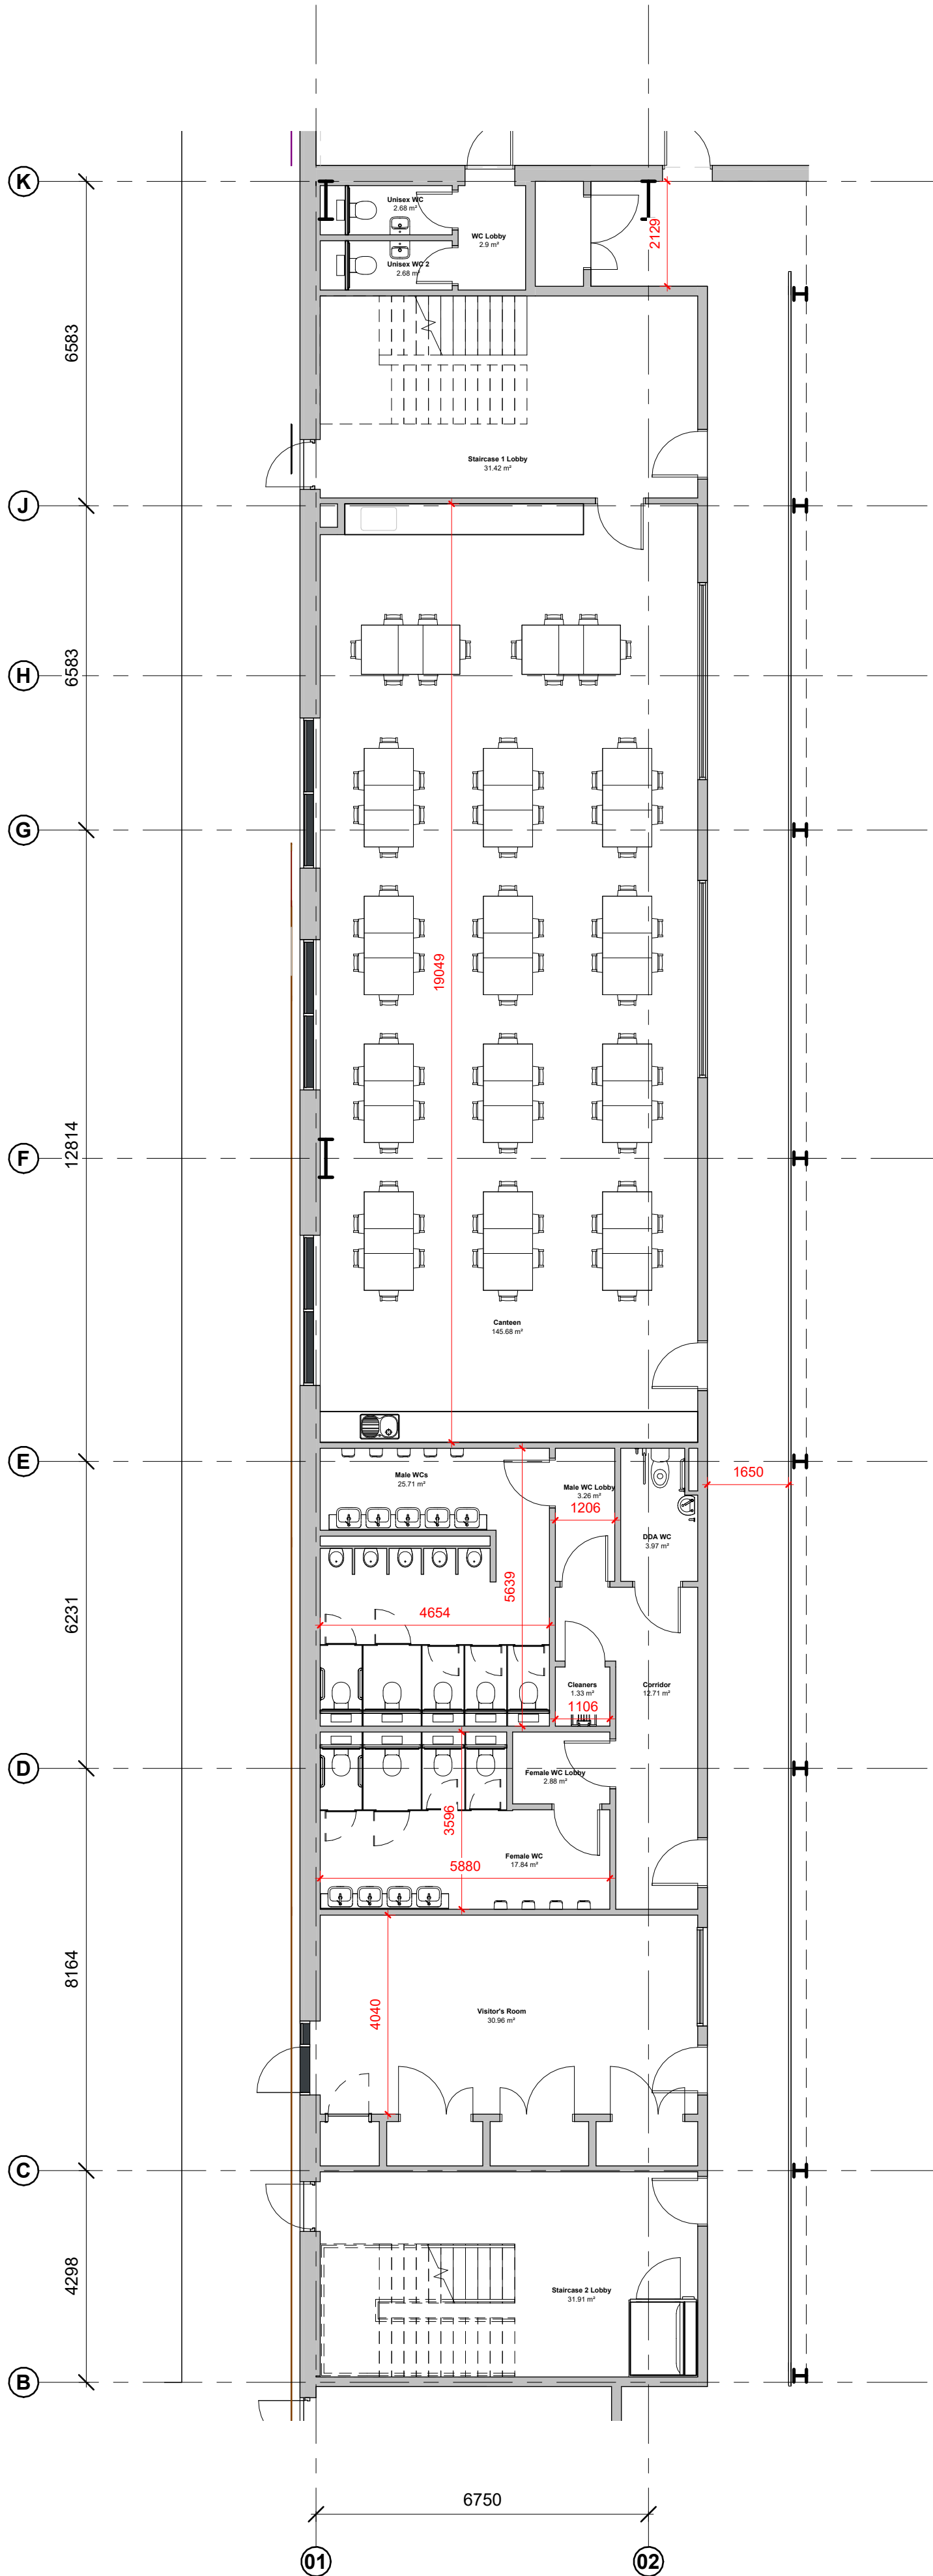 K
Unisex WC
2.68 m²
WC Lobby
2.9 m²
2129
Unisex WC 2
2.68 m²
6583
Staircase 1 Lobby
31.42 m²
J
6583
H
G
19049
12814
F
Canteen
145.68 m²
E
Male WCs
25.71 m²
Male WC Lobby
3.26 m²
1650
1206
DDA WC
3.97 m²
5639
6231
4654
Cleaners
1.33 m²
Corridor
12.71 m²
1106
D
Female WC Lobby
2.88 m²
3596
Female WC
17.84 m²
5880
8164
4040
Visitor's Room
30.96 m²
C
4298
Staircase 2 Lobby
31.91 m²
B
6750
01
02